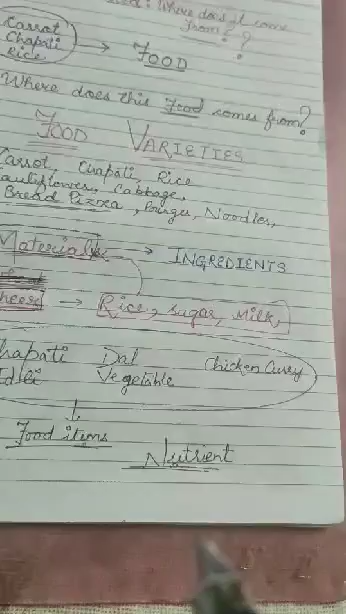 Where does it come
from? ?
Carrot
Chapati
Rice → FOOD
Where does this Food comes from?
FOOD VARIETIES
Carrot, Chapati, Rice
Cauliflower, Cabbage,
Bread Pizza, Burger, Noodles,
Materials → INGREDIENTS
→ Rice, sugar, Milk,
Chapati Dal Chicken Curry
Idli Vegetable
Food items
Nutrient